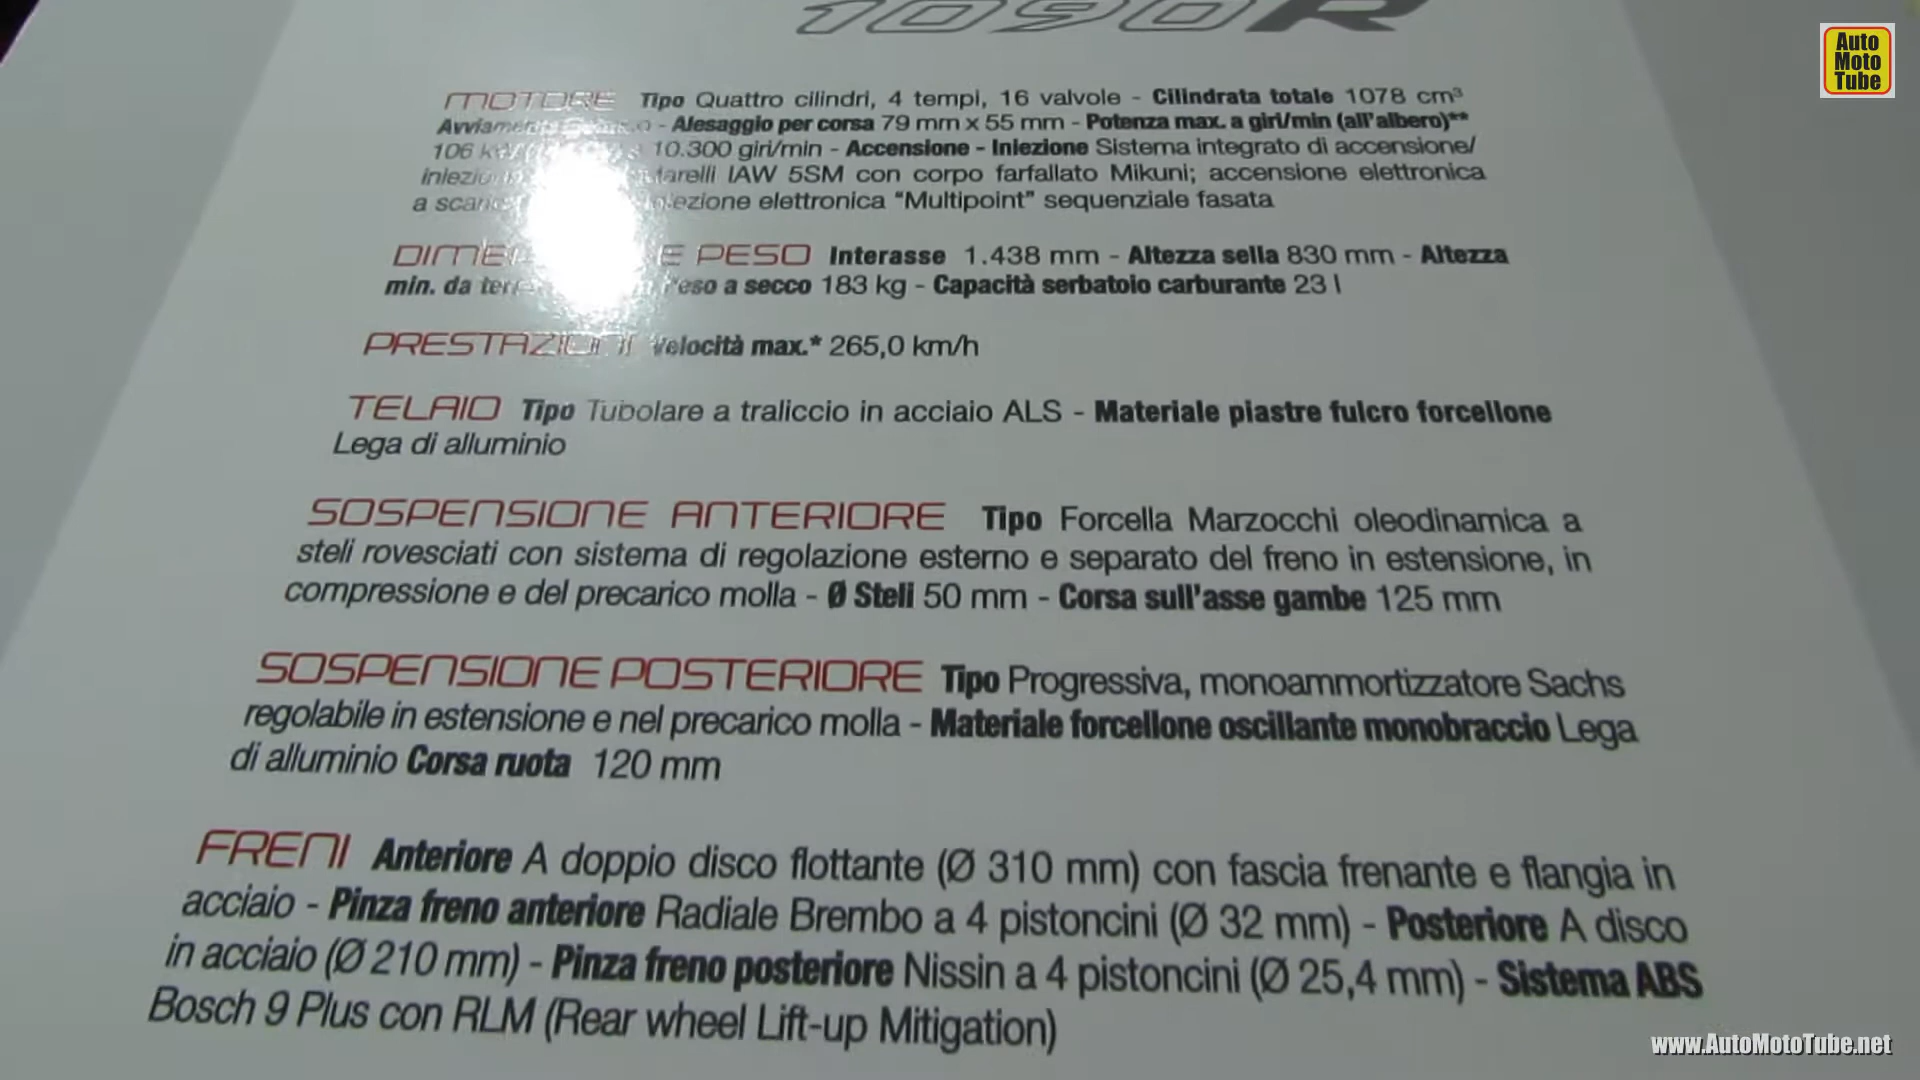 1090R
Auto
Moto
Tube
MOTORE Tipo Quattro cilindri, 4 tempi, 16 valvole - Cilindrata totale 1078 cm³
- Alesaggio per corsa 79 mm x 55 mm - Potenza max. a giri/min (all'albero)**
106 10.300 giri/min - Accensione - Iniezione Sistema integrato di accensione/
IAW 5SM con corpo farfallato Mikuni; accensione elettronica
a elettronica “Multipoint” sequenziale fasata
E PESO Interasse 1.438 mm - Altezza sella 830 mm - Altezza
min. da a secco 183 kg - Capacità serbatoio carburante 23 l
PRESTAZIONI Velocità max.* 265,0 km/h
TELAIO Tipo Tubolare a traliccio in acciaio ALS - Materiale piastre fulcro forcellone
Lega di alluminio
SOSPENSIONE ANTERIORE Tipo Forcella Marzocchi oleodinamica a
steli rovesciati con sistema di regolazione esterno e separato del freno in estensione, in
compressione e del precarico molla - Ø Steli 50 mm - Corsa sull'asse gambe 125 mm
SOSPENSIONE POSTERIORE Tipo Progressiva, monoammortizzatore Sachs
regolabile in estensione e nel precarico molla - Materiale forcellone oscillante monobraccio Lega
di alluminio Corsa ruota 120 mm
FRENI Anteriore A doppio disco flottante (Ø 310 mm) con fascia frenante e flangia in
acciaio - Pinza freno anteriore Radiale Brembo a 4 pistoncini (Ø 32 mm) - Posteriore A disco
in acciaio (Ø 210 mm) - Pinza freno posteriore Nissin a 4 pistoncini (Ø 25,4 mm) - Sistema ABS
Bosch 9 Plus con RLM (Rear wheel Lift-up Mitigation)
www.AutoMotoTube.net